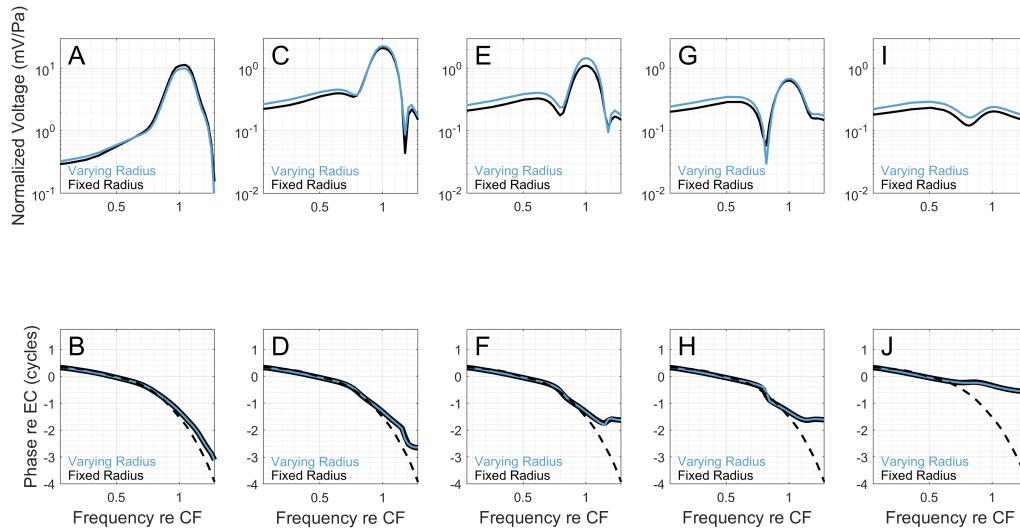 A
C
E
G
I
Normalized Voltage (mV/Pa)
10^1
10^0
10^-1
Varying Radius
Fixed Radius
0.5
1
10^0
10^-1
10^-2
Varying Radius
Fixed Radius
0.5
1
10^0
10^-1
10^-2
Varying Radius
Fixed Radius
0.5
1
10^0
10^-1
10^-2
Varying Radius
Fixed Radius
0.5
1
10^0
10^-1
10^-2
Varying Radius
Fixed Radius
0.5
1
B
D
F
H
J
Phase re EC (cycles)
1
0
-1
-2
-3
-4
Varying Radius
Fixed Radius
0.5
1
Frequency re CF
1
0
-1
-2
-3
-4
Varying Radius
Fixed Radius
0.5
1
Frequency re CF
1
0
-1
-2
-3
-4
Varying Radius
Fixed Radius
0.5
1
Frequency re CF
1
0
-1
-2
-3
-4
Varying Radius
Fixed Radius
0.5
1
Frequency re CF
1
0
-1
-2
-3
-4
Varying Radius
Fixed Radius
0.5
1
Frequency re CF